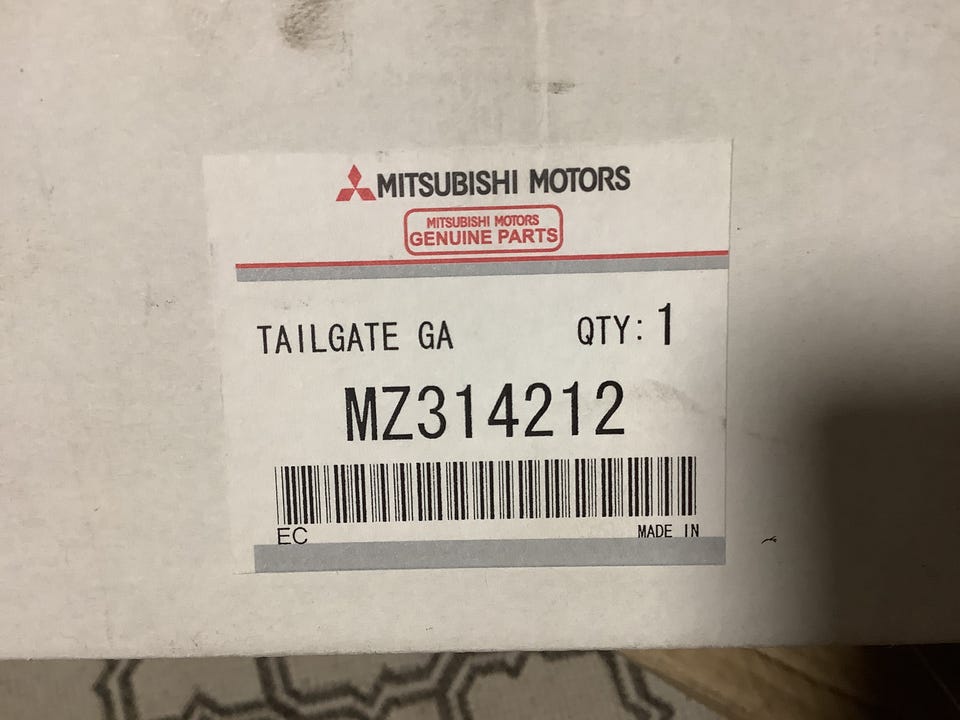 MITSUBISHI MOTORS
MITSUBISHI MOTORS
GENUINE PARTS
TAILGATE GA QTY: 1
MZ314212
EC MADE IN